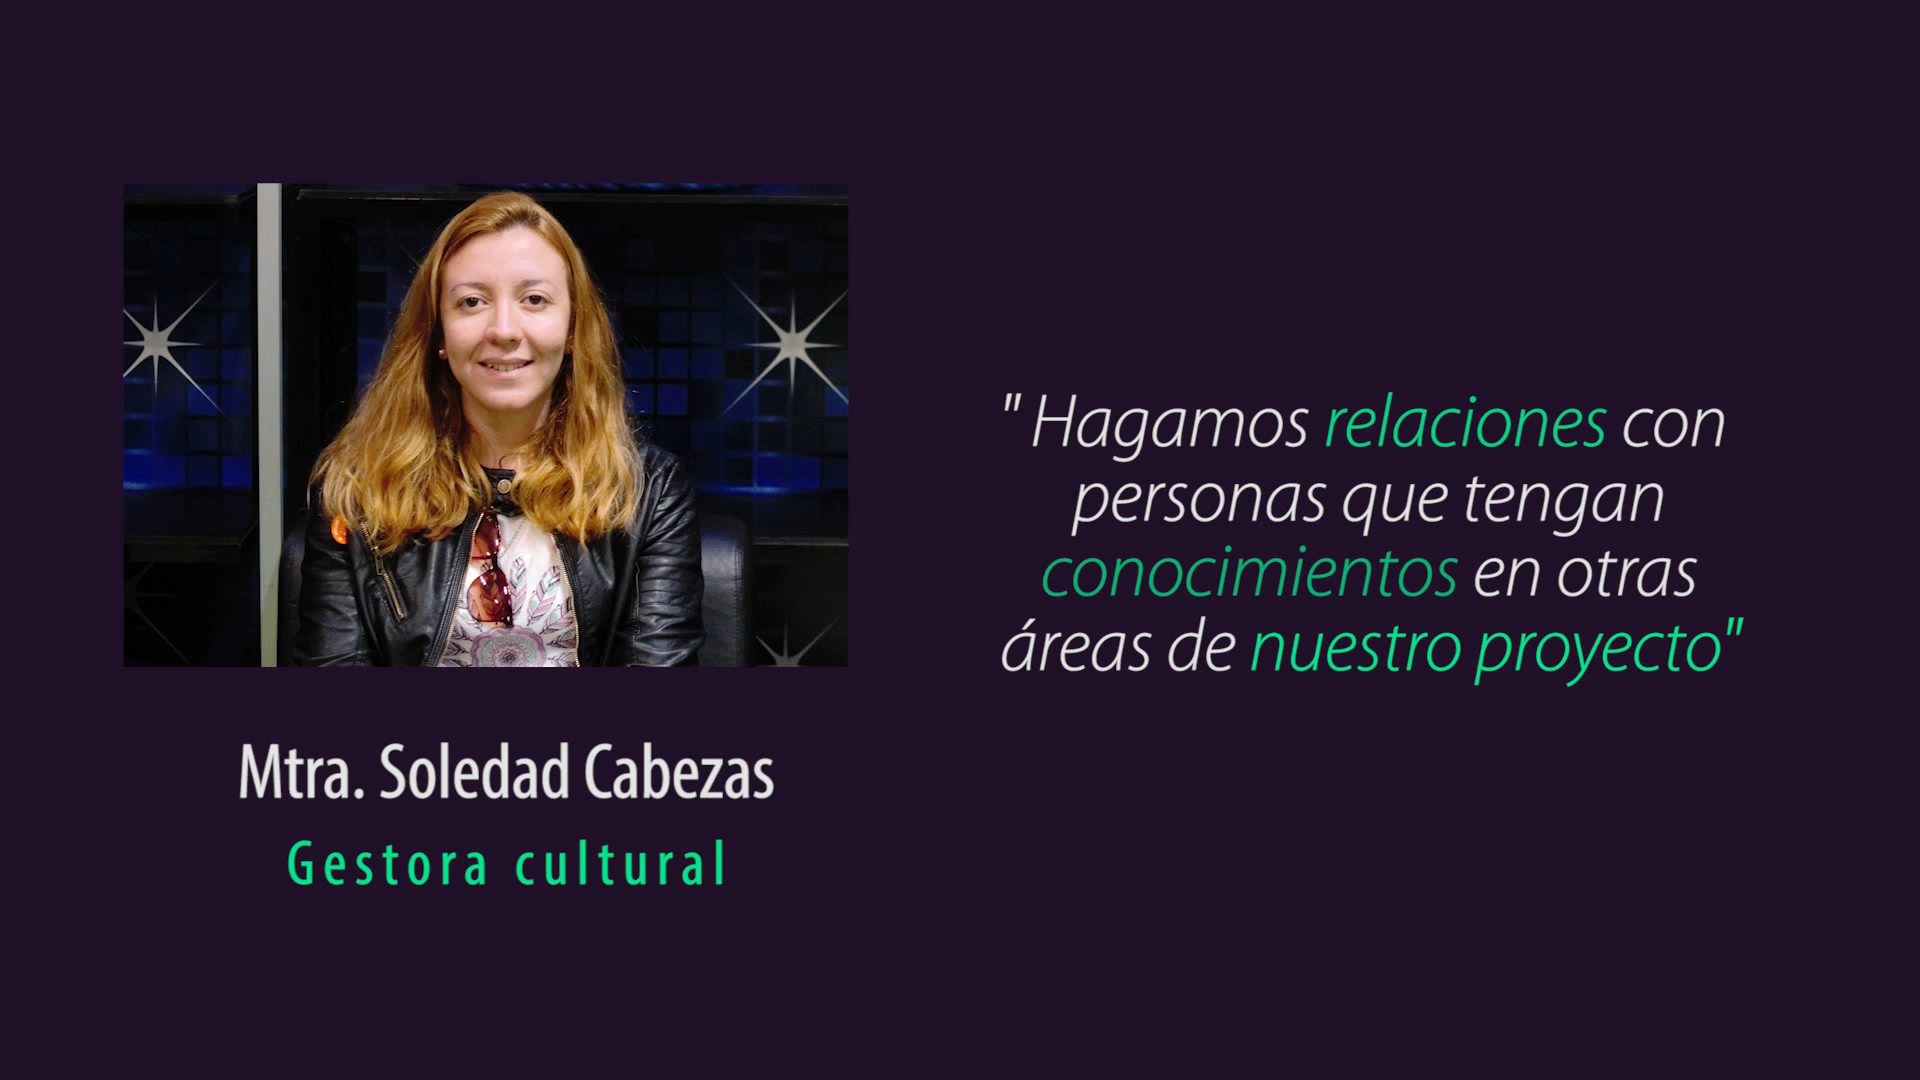 Mtra. Soledad Cabezas
Gestora cultural
"Hagamos relaciones con
personas que tengan
conocimientos en otras
áreas de nuestro proyecto"